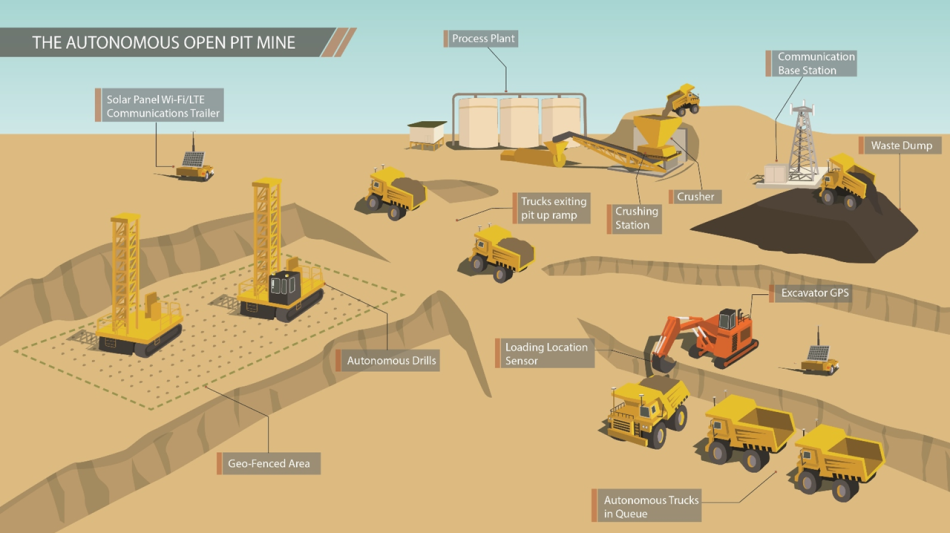 THE AUTONOMOUS OPEN PIT MINE
Process Plant
Communication
Base Station
Solar Panel Wi-Fi/LTE
Communications Trailer
Waste Dump
Crusher
Trucks exiting
pit up ramp
Crushing
Station
Excavator GPS
Loading Location
Sensor
Autonomous Drills
Geo-Fenced Area
Autonomous Trucks
in Queue